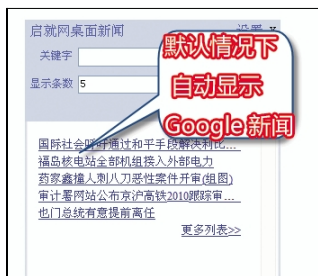 启就网桌面新闻 设置 x
关键字
显示条数 5
默认情况下
自动显示
Google 新闻
国际社会呼吁通过和平手段解决利比...
福岛核电站全部机组接入外部电力
药家鑫撞人刺八刀恶性案件开审(组图)
审计署网站公布京沪高铁2010跟踪审...
也门总统有意提前离任
更多列表>>